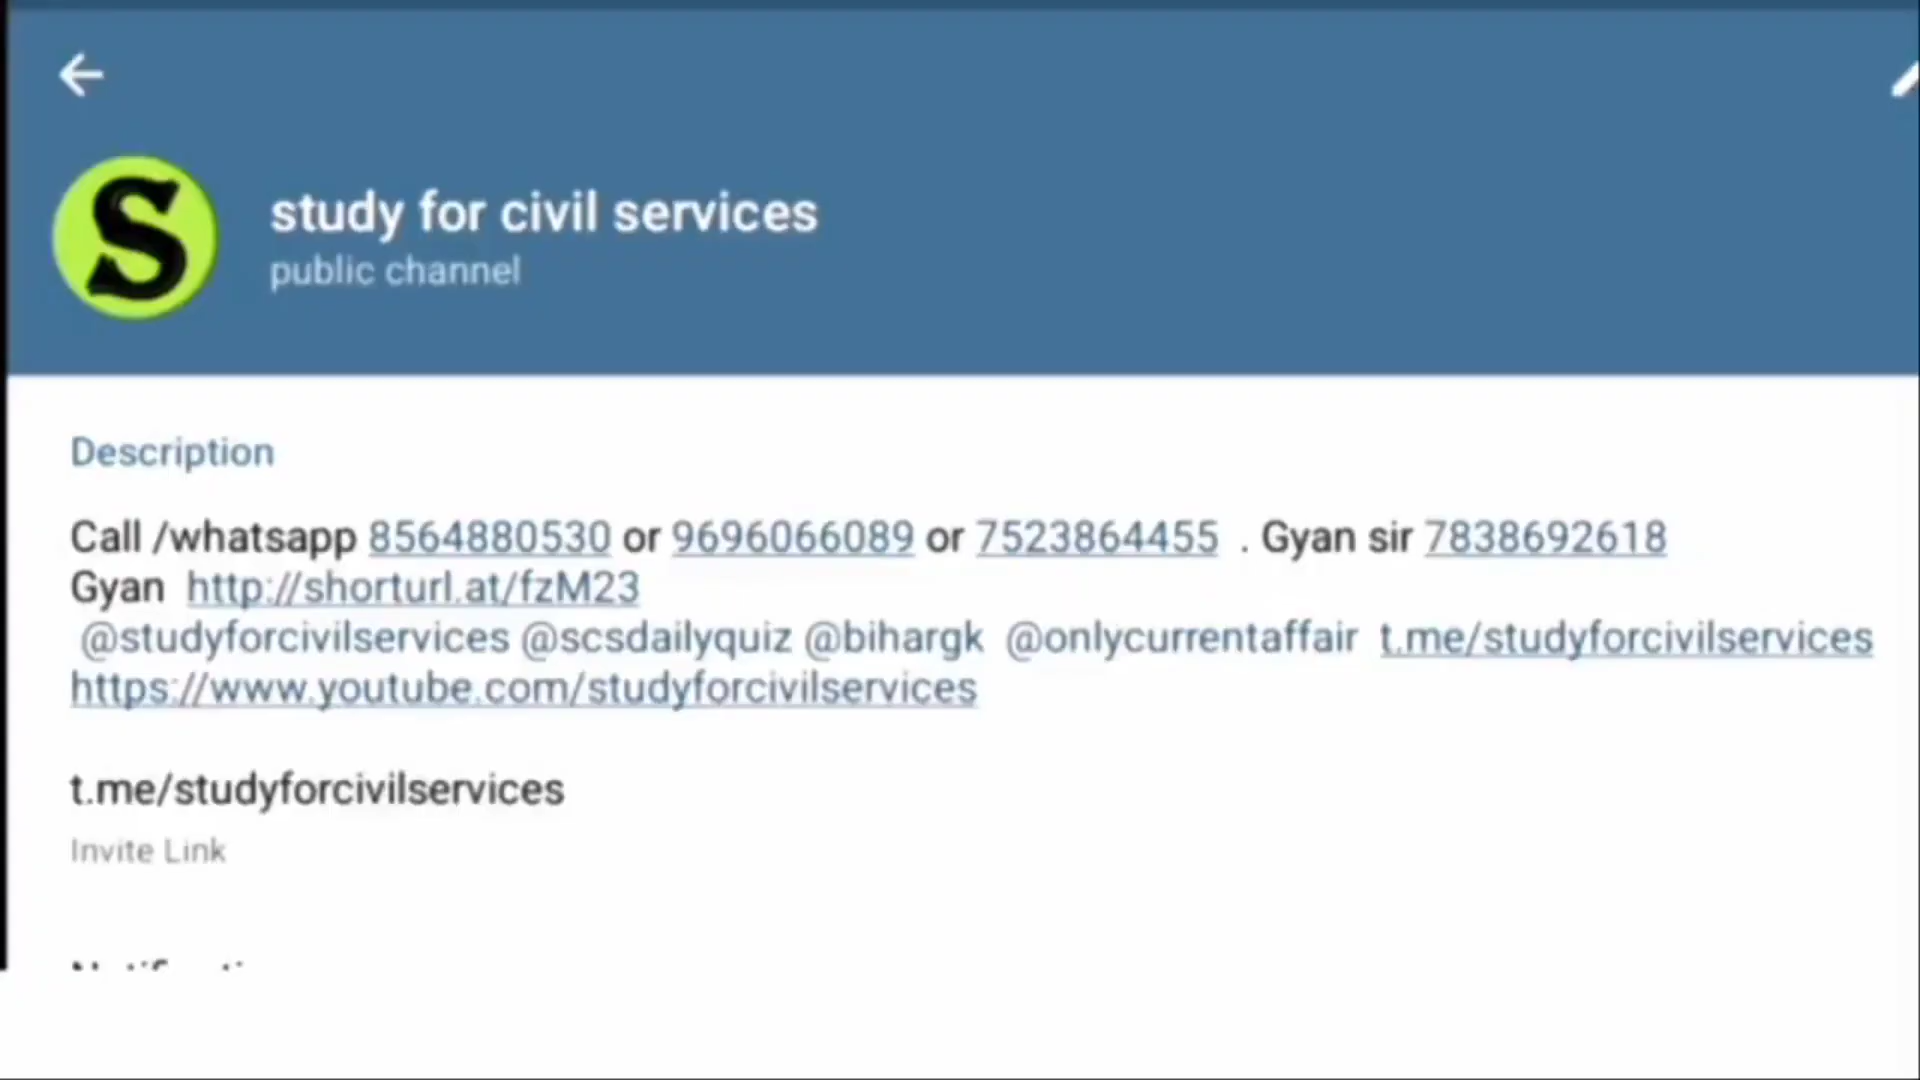 S
study for civil services
public channel
Description
Call /whatsapp 8564880530 or 9696066089 or 7523864455 . Gyan sir 7838692618
Gyan http://shorturl.at/fzM23
@studyforcivilservices @scsdailyquiz @bihargk @onlycurrentaffair t.me/studyforcivilservices
https://www.youtube.com/studyforcivilservices
t.me/studyforcivilservices
Invite Link